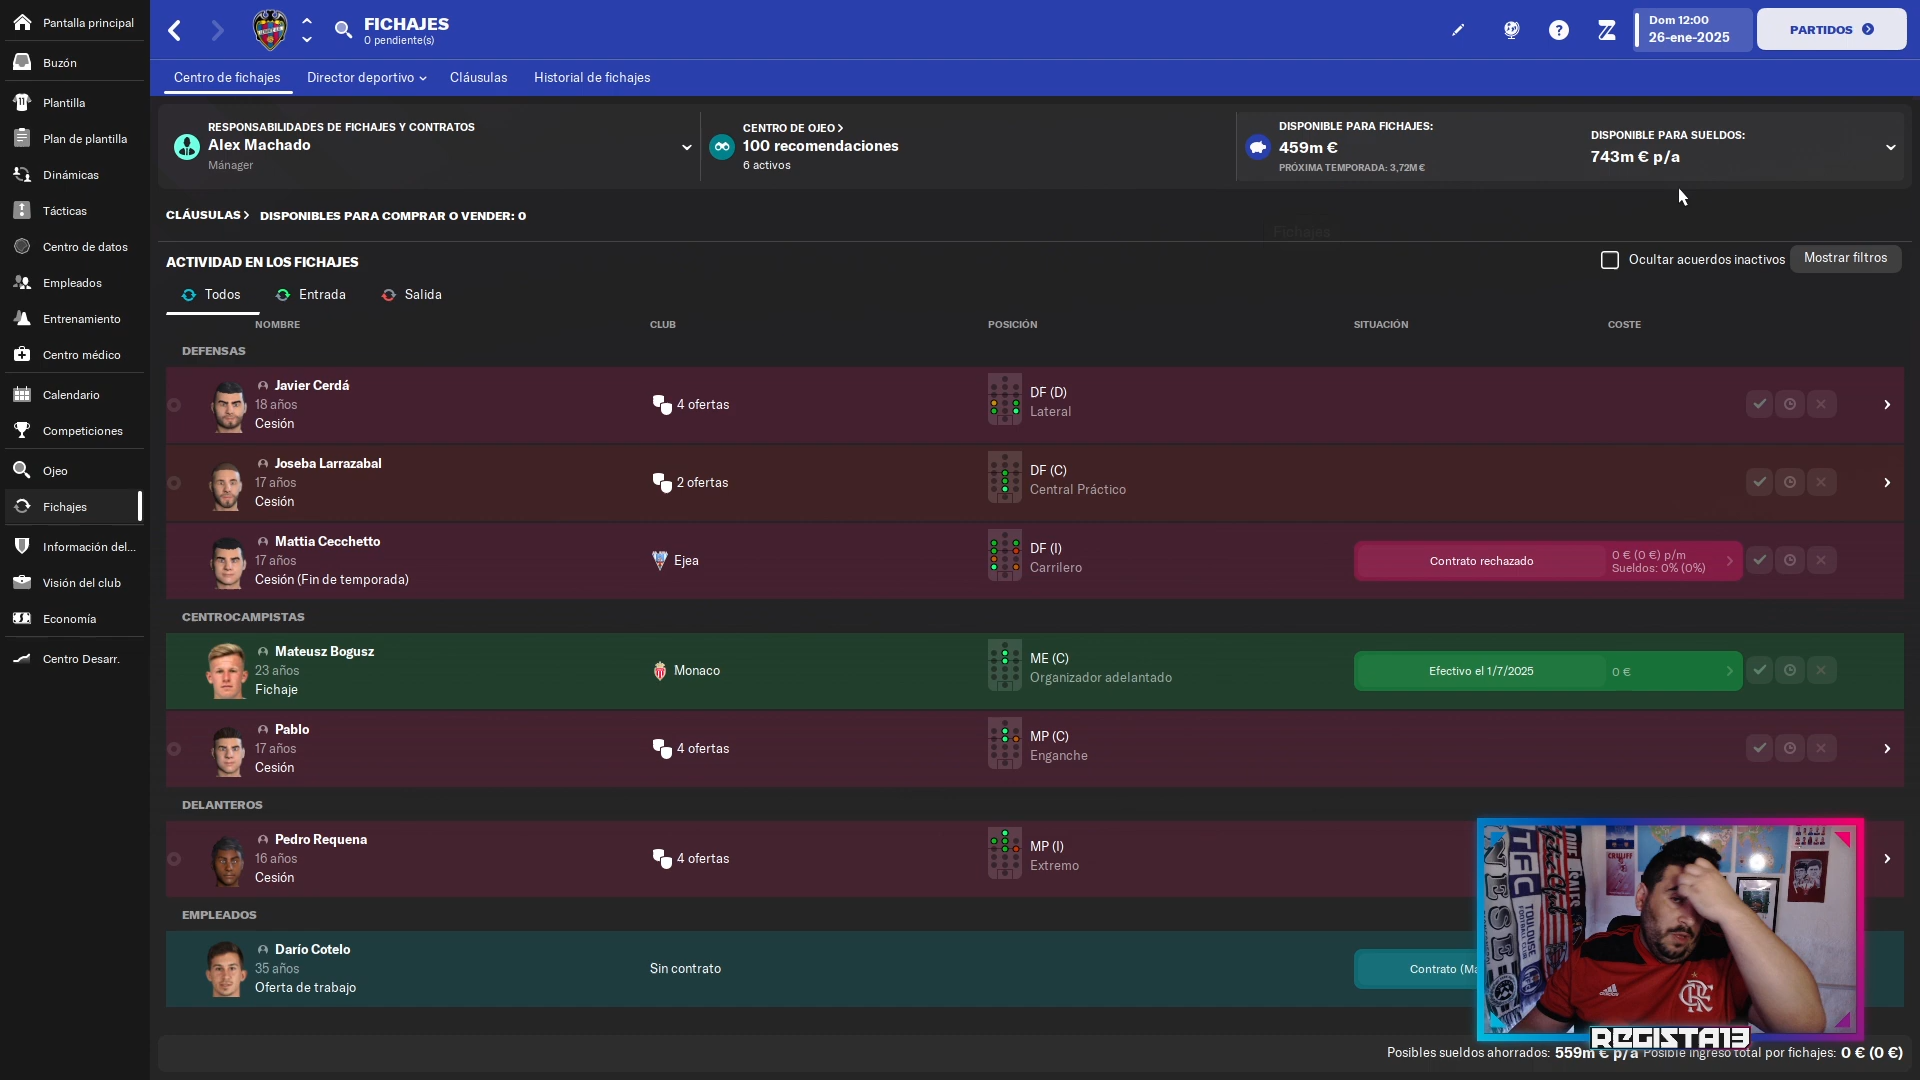 Pantalla principal
Buzón
Plantilla
Plan de plantilla
Dinámicas
Tácticas
Centro de datos
Empleados
Entrenamiento
Centro médico
Calendario
Competiciones
Ojeo
Fichajes
Información del...
Visión del club
Economía
Centro Desarr.
FICHAJES
0 pendiente(s)
Dom 12:00
26-ene-2025
PARTIDOS
Centro de fichajes
Director deportivo
Cláusulas
Historial de fichajes
RESPONSABILIDADES DE FICHAJES Y CONTRATOS
Alex Machado
Mánager
CENTRO DE OJEO
100 recomendaciones
6 activos
DISPONIBLE PARA FICHAJES:
459m €
PRÓXIMA TEMPORADA: 3,72M €
DISPONIBLE PARA SUELDOS:
743m € p/a
CLÁUSULAS DISPONIBLES PARA COMPRAR O VENDER: 0
Fichajes
ACTIVIDAD EN LOS FICHAJES
Ocultar acuerdos inactivos
Mostrar filtros
Todos Entrada Salida
NOMBRE CLUB POSICIÓN SITUACIÓN COSTE
DEFENSAS
Javier Cerdá
18 años
Cesión
4 ofertas
DF (D)
Lateral
Joseba Larrazabal
17 años
Cesión
2 ofertas
DF (C)
Central Práctico
Mattia Cecchetto
17 años
Cesión (Fin de temporada)
Ejea
DF (I)
Carrilero
Contrato rechazado
0 € (0 €) p/m
Sueldos: 0% (0%)
CENTROCAMPISTAS
Mateusz Bogusz
23 años
Fichaje
Monaco
ME (C)
Organizador adelantado
Efectivo el 1/7/2025
0 €
Pablo
17 años
Cesión
4 ofertas
MP (C)
Enganche
DELANTEROS
Pedro Requena
16 años
Cesión
4 ofertas
MP (I)
Extremo
EMPLEADOS
Darío Cotelo
35 años
Oferta de trabajo
Sin contrato
Contrato (Ma
TFC
CRUYFF
adidas
REGISTA13
Posibles sueldos ahorrados: 559m € p/a Posible ingreso total por fichajes: 0 € (0 €)